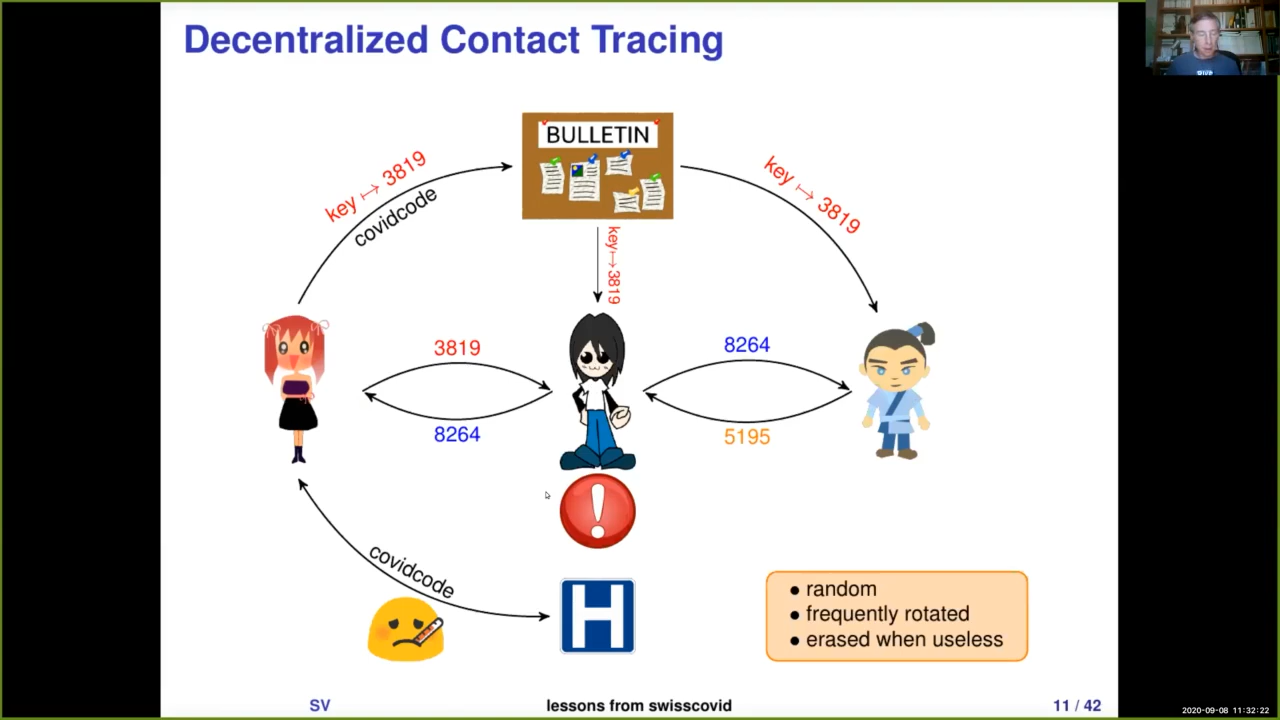 Decentralized Contact Tracing
BULLETIN
key ↦ 3819
covidcode
key ↦ 3819
key ↦ 3819
3819
8264
8264
5195
covidcode
H
• random
• frequently rotated
• erased when useless
SV
lessons from swisscovid
11 / 42
2020-09-08 11:32:22